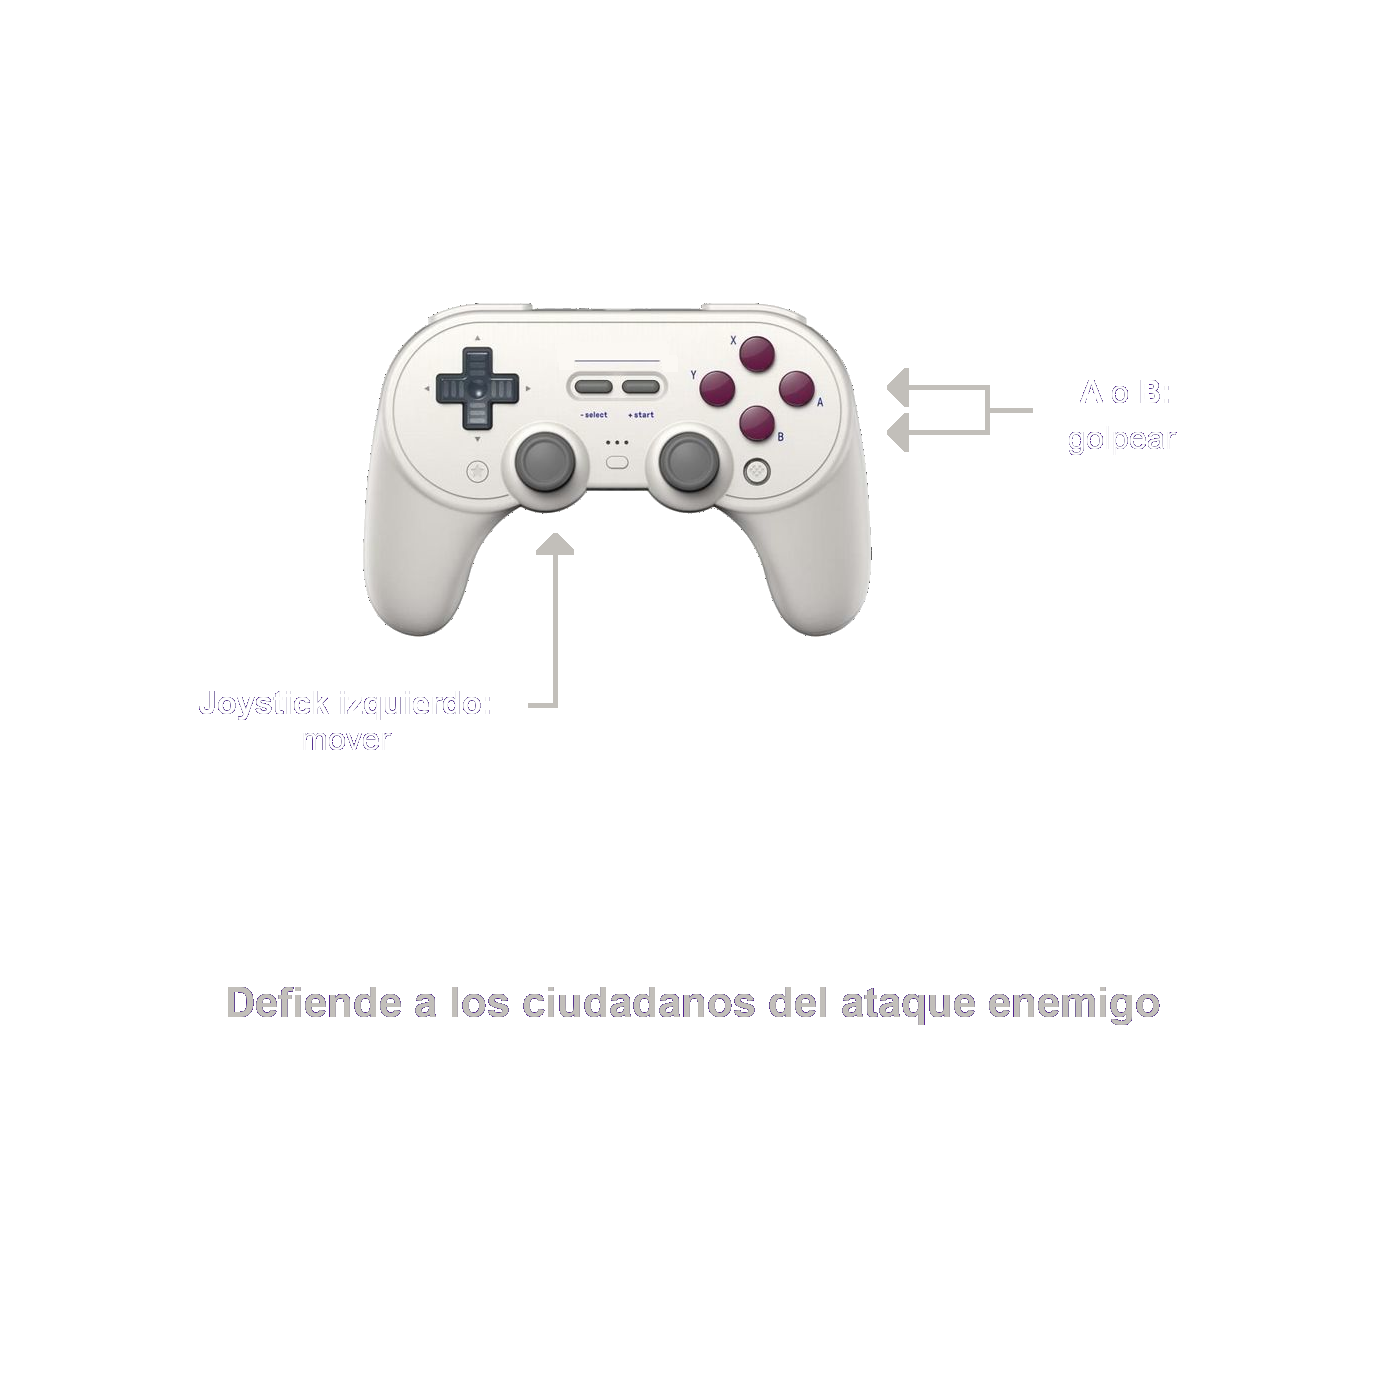 X
Y
A
B
-select +start
A o B:
golpear
Joystick izquierdo:
mover
Defiende a los ciudadanos del ataque enemigo